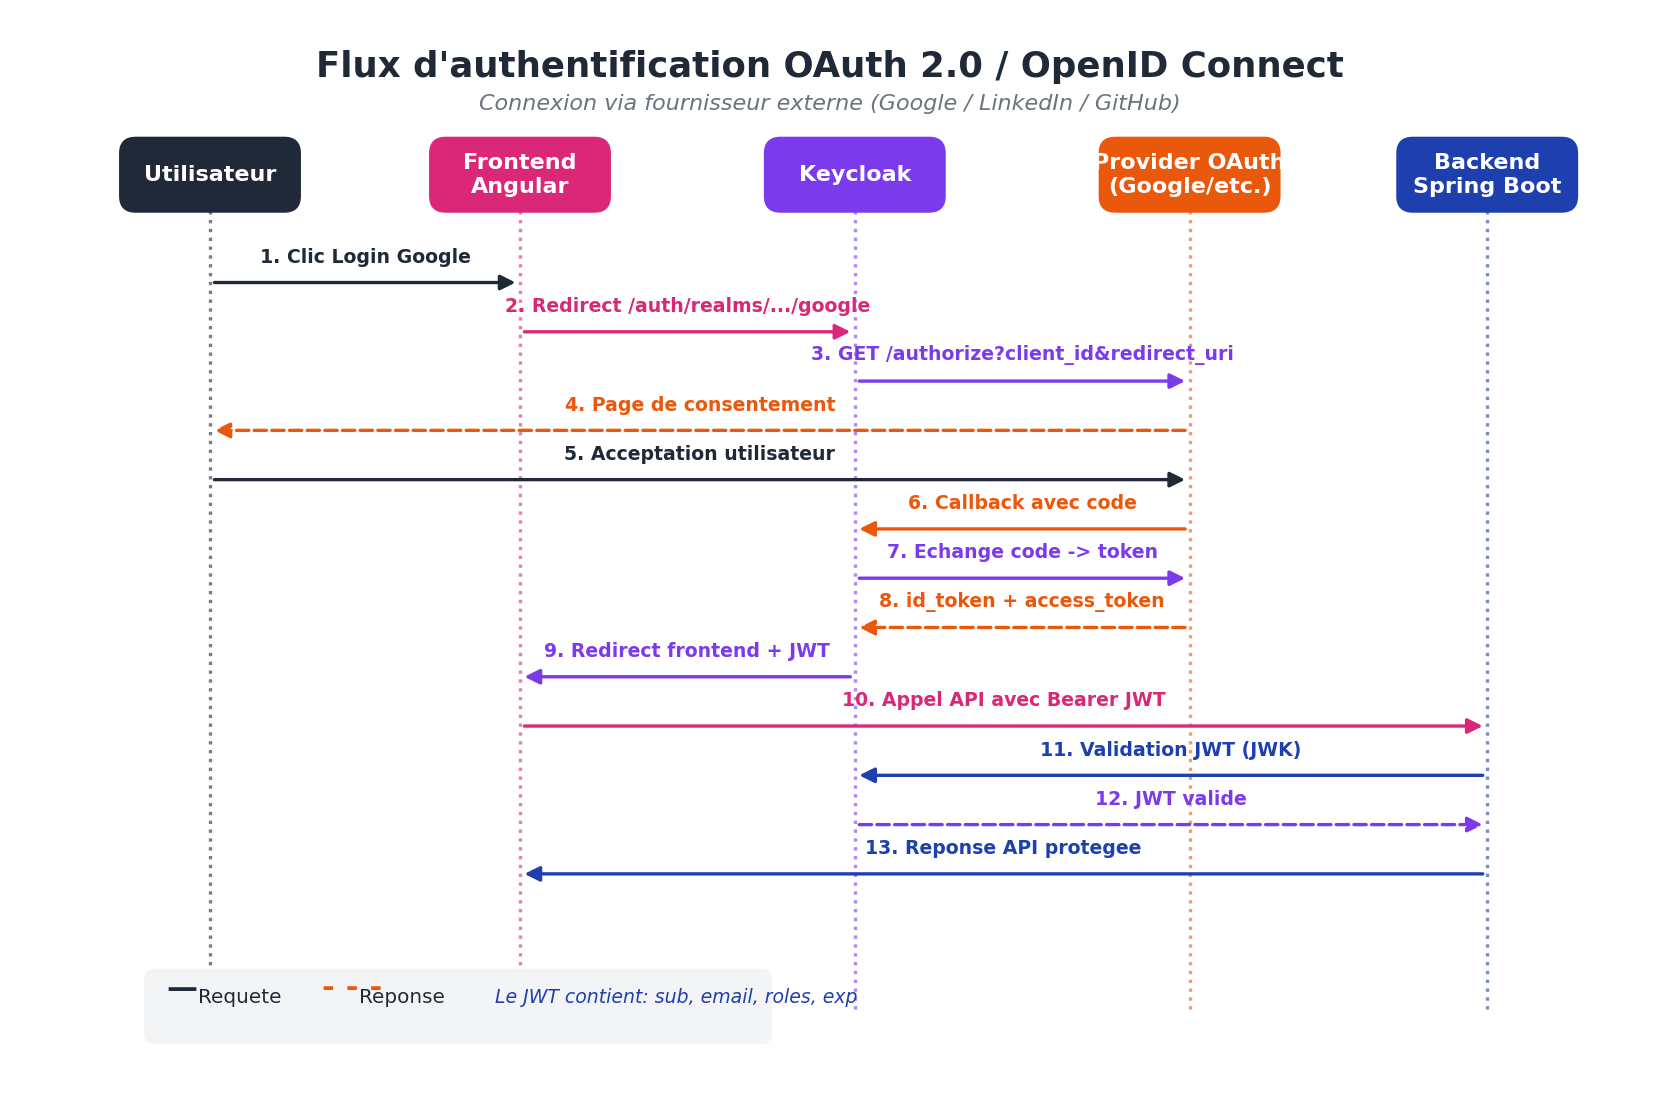 Flux d'authentification OAuth 2.0 / OpenID Connect
Connexion via fournisseur externe (Google / LinkedIn / GitHub)
Utilisateur
Frontend
Angular
Keycloak
Provider OAuth
(Google/etc.)
Backend
Spring Boot
1. Clic Login Google
2. Redirect /auth/realms/.../google
3. GET /authorize?client_id&redirect_uri
4. Page de consentement
5. Acceptation utilisateur
6. Callback avec code
7. Echange code -> token
8. id_token + access_token
9. Redirect frontend + JWT
10. Appel API avec Bearer JWT
11. Validation JWT (JWK)
12. JWT valide
13. Reponse API protegee
Requete
Reponse
Le JWT contient: sub, email, roles, exp